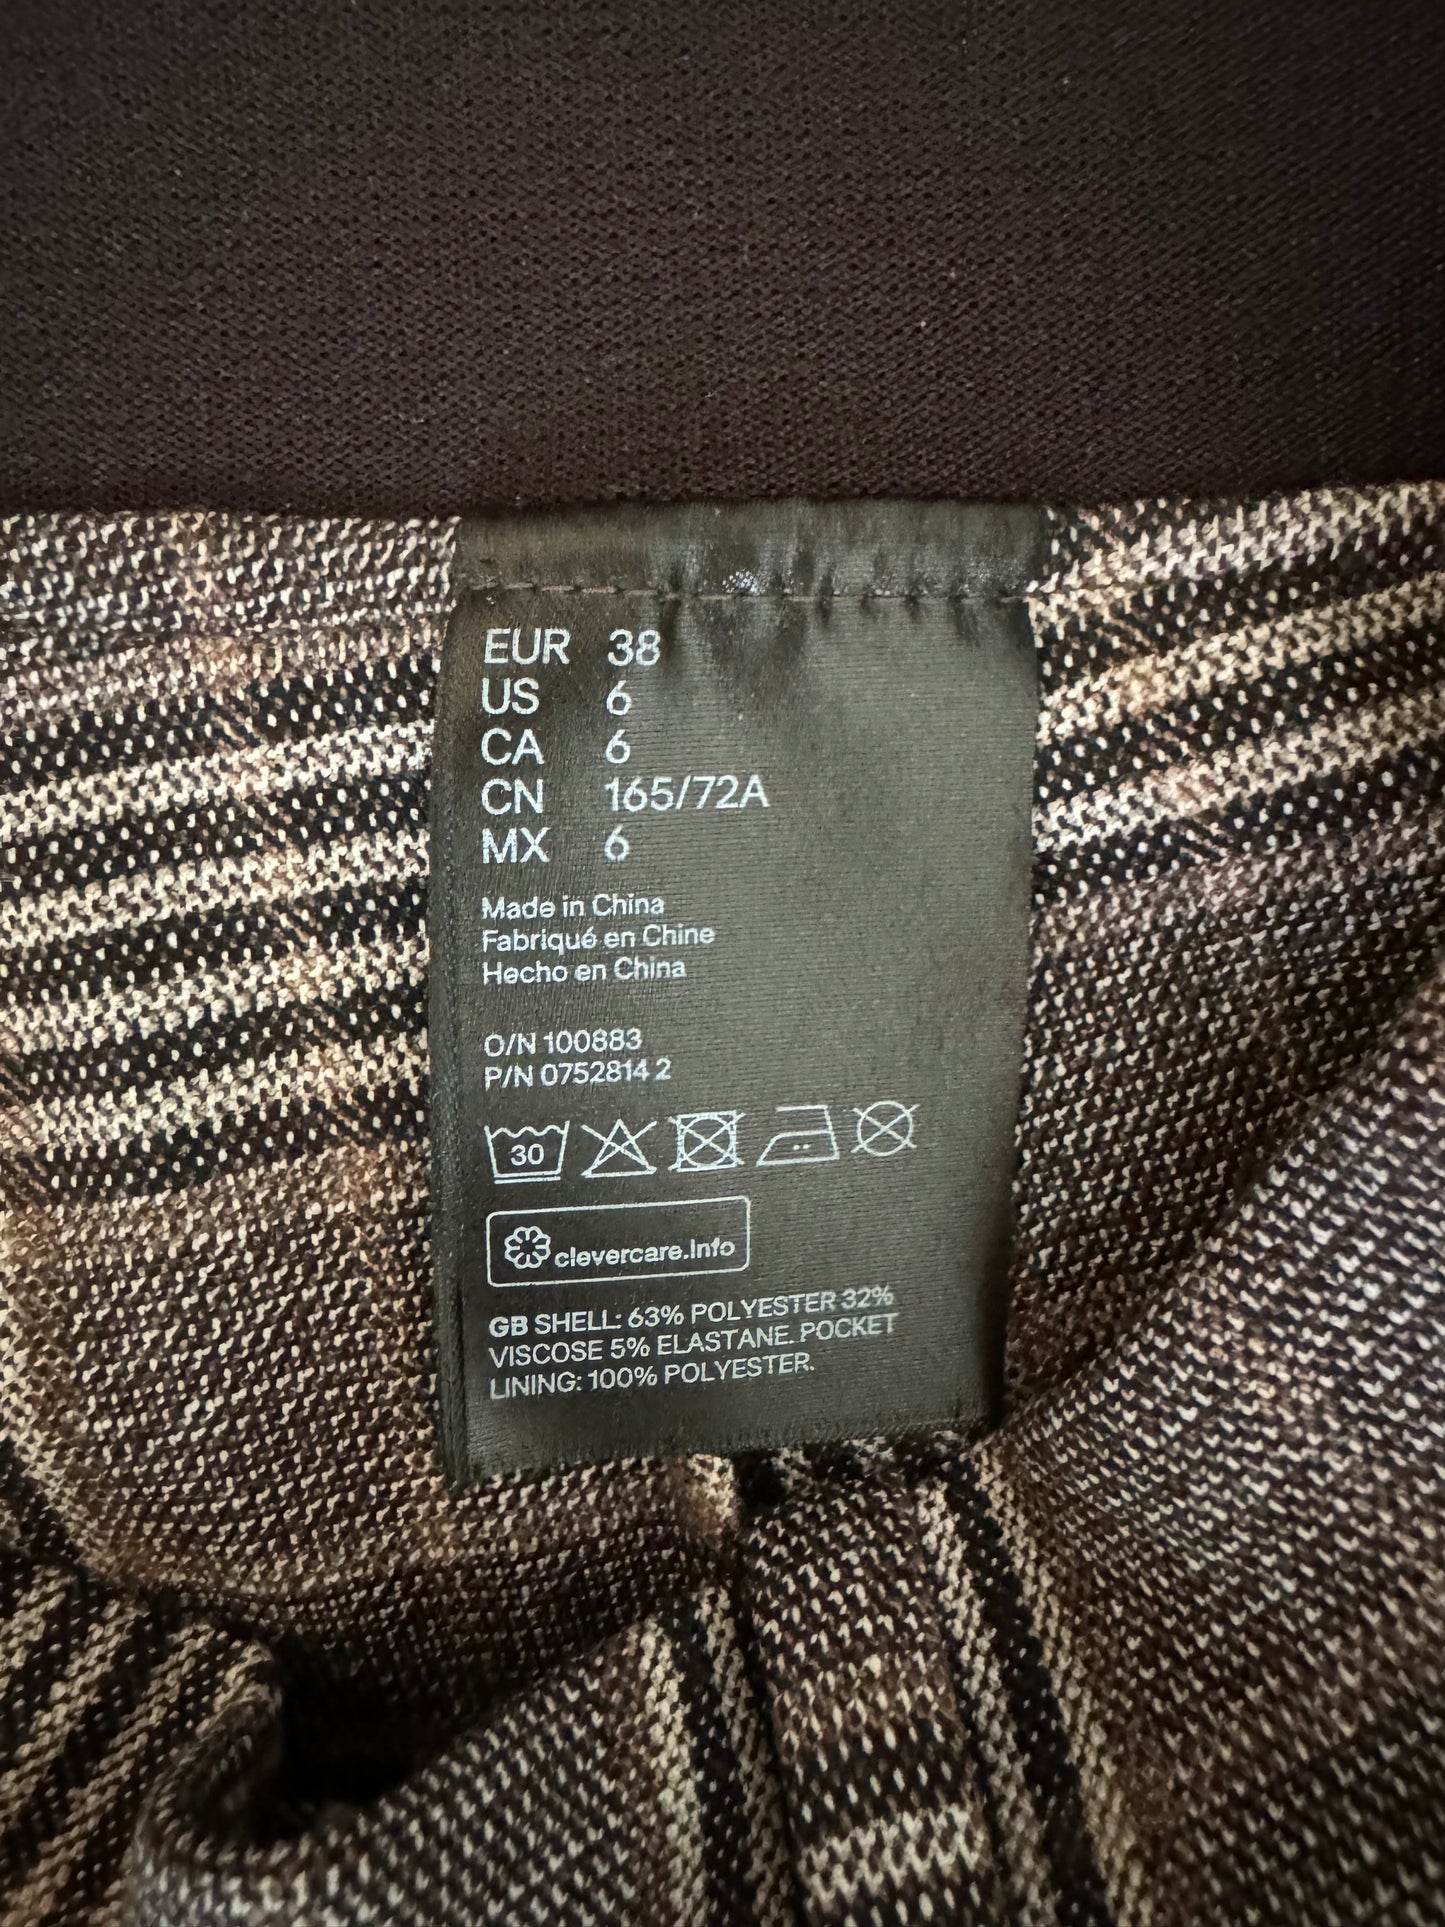 EUR 38
US 6
CA 6
CN 165/72A
MX 6
Made in China
Fabriqué en Chine
Hecho en China
O/N 100883
P/N 0752814 2
30
clevercare.info
GB SHELL: 63% POLYESTER 32%
VISCOSE 5% ELASTANE. POCKET
LINING: 100% POLYESTER.